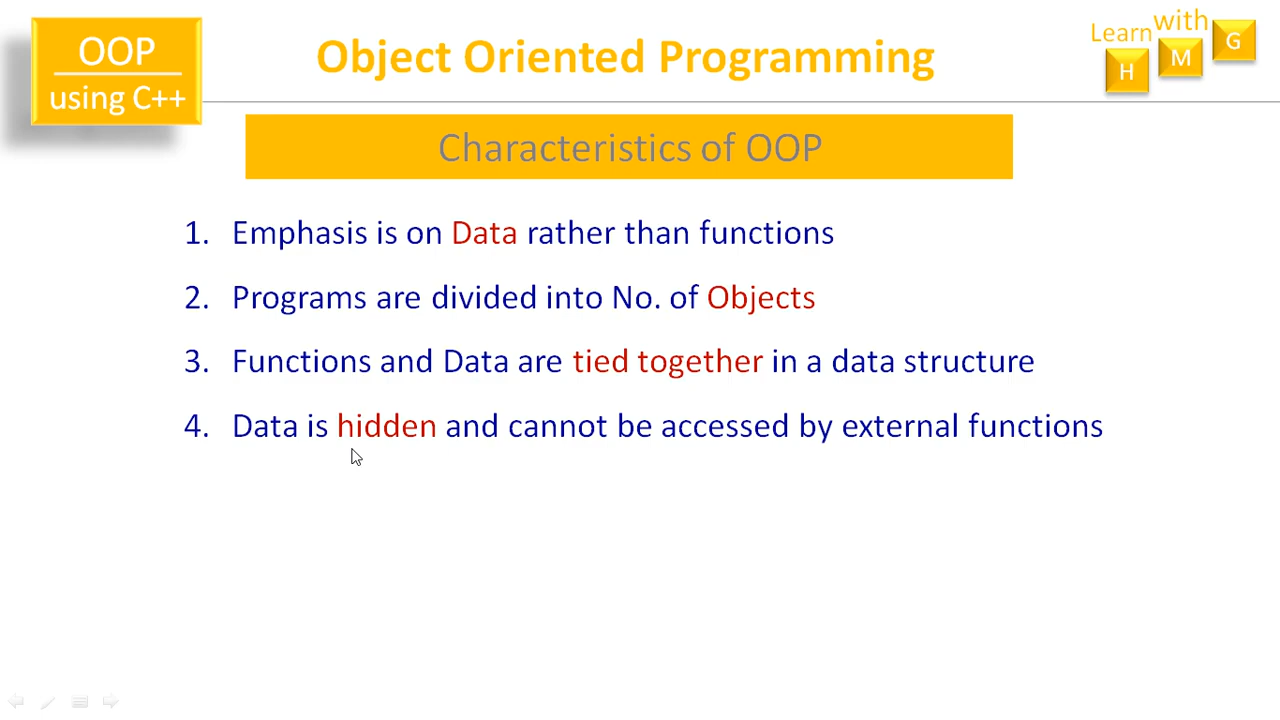 OOP
using C++
Object Oriented Programming
Learn with
H M G
Characteristics of OOP
1. Emphasis is on Data rather than functions
2. Programs are divided into No. of Objects
3. Functions and Data are tied together in a data structure
4. Data is hidden and cannot be accessed by external functions